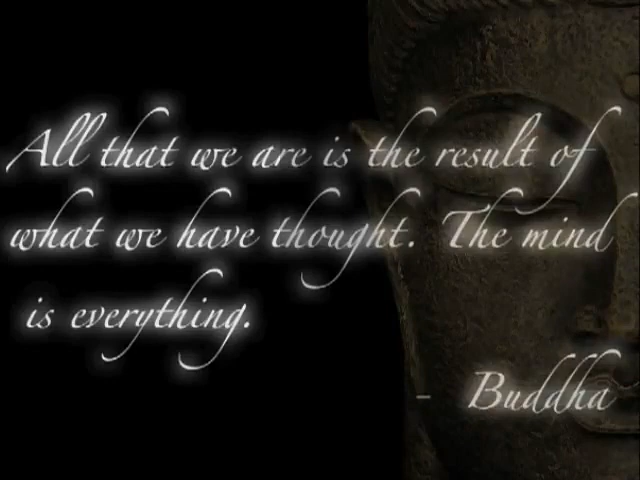 All that we are is the result of
what we have thought. The mind
is everything.
- Buddha